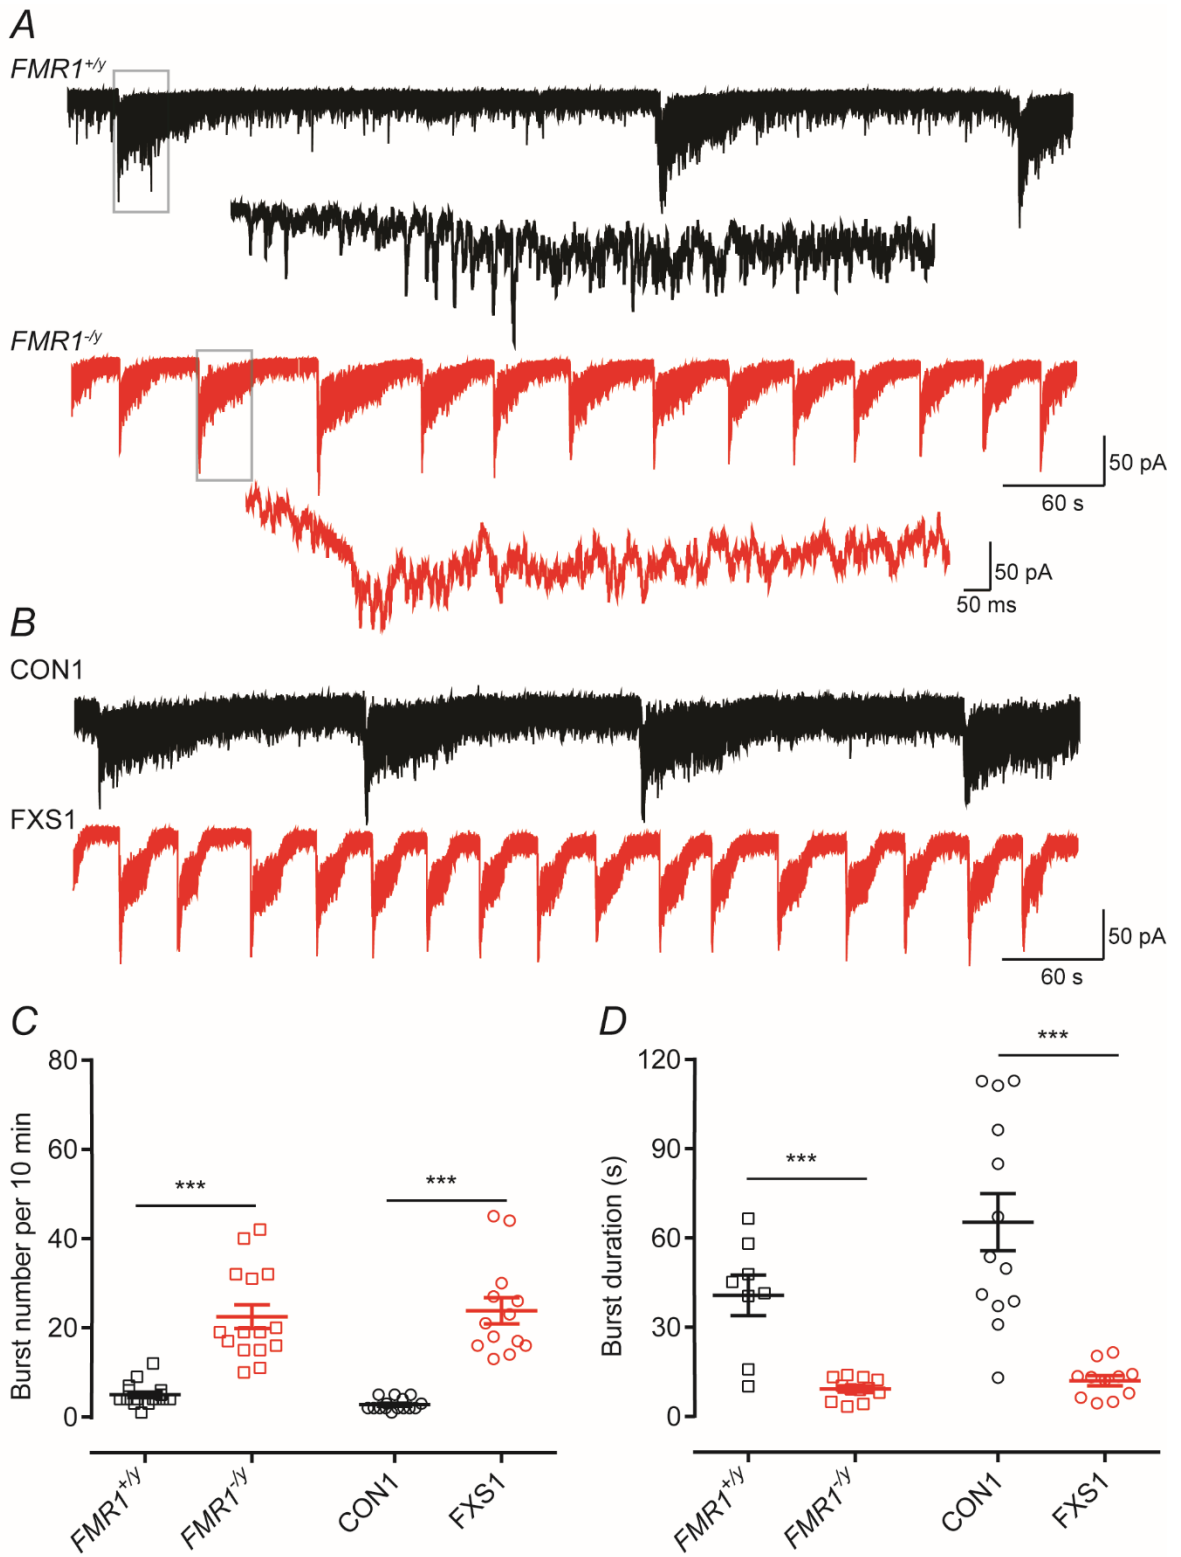 A
FMR1+/y
FMR1-/y
50 pA
60 s
50 pA
50 ms
B
CON1
FXS1
50 pA
60 s
C
D
Burst number per 10 min
80
60
40
20
0
***
***
FMR1+/y
FMR1-/y
CON1
FXS1
Burst duration (s)
120
90
60
30
0
***
***
FMR1+/y
FMR1-/y
CON1
FXS1